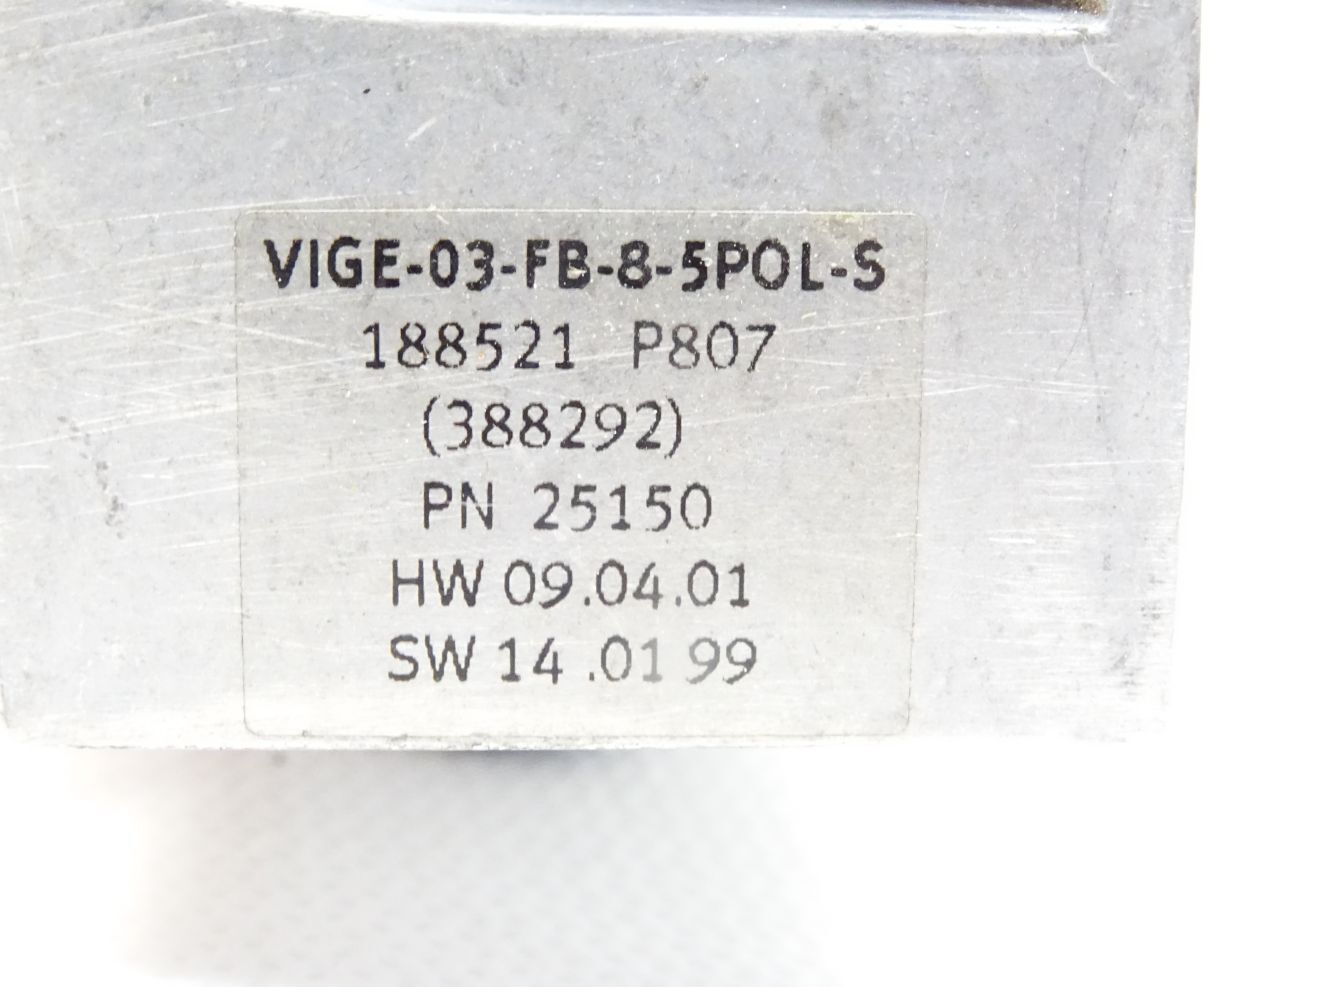 VIGE-03-FB-8-5POL-S
188521 P807
(388292)
PN 25150
HW 09.04.01
SW 14 .01 99